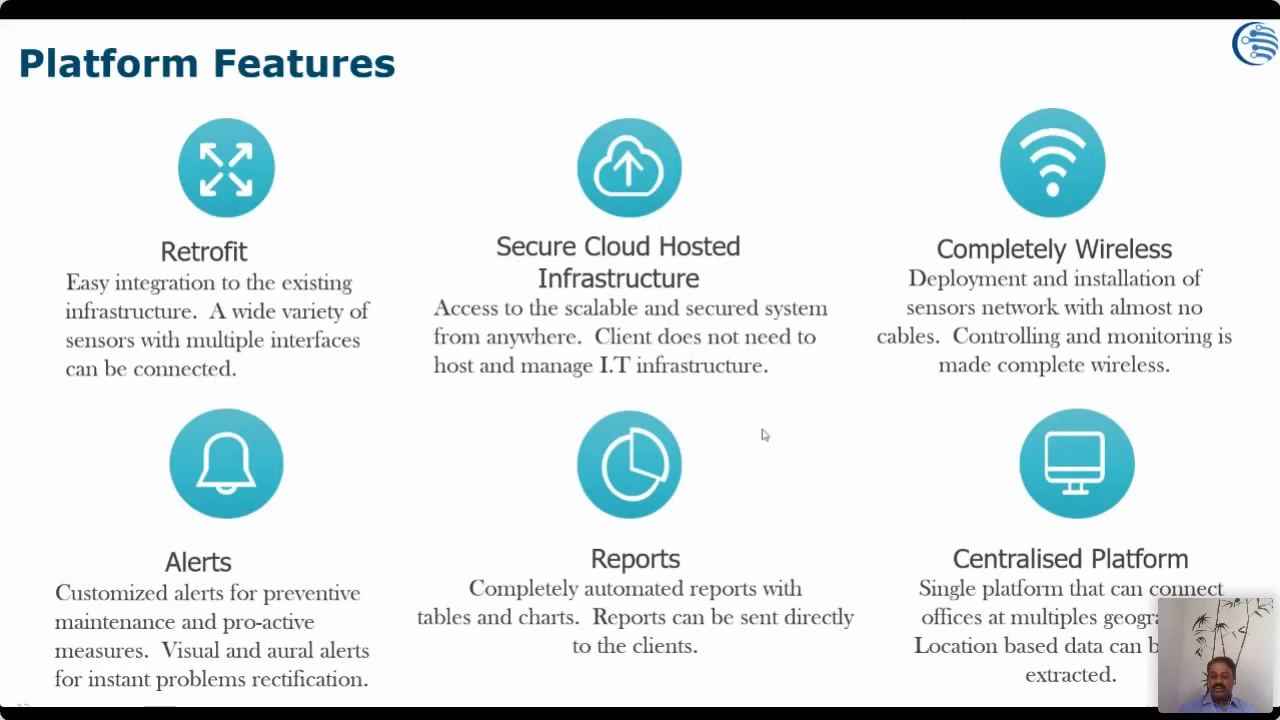 Platform Features
Retrofit
Easy integration to the existing
infrastructure. A wide variety of
sensors with multiple interfaces
can be connected.
Secure Cloud Hosted
Infrastructure
Access to the scalable and secured system
from anywhere. Client does not need to
host and manage I.T infrastructure.
Completely Wireless
Deployment and installation of
sensors network with almost no
cables. Controlling and monitoring is
made complete wireless.
Alerts
Customized alerts for preventive
maintenance and pro-active
measures. Visual and aural alerts
for instant problems rectification.
Reports
Completely automated reports with
tables and charts. Reports can be sent directly
to the clients.
Centralised Platform
Single platform that can connect
offices at multiples
Location based data can
extracted.